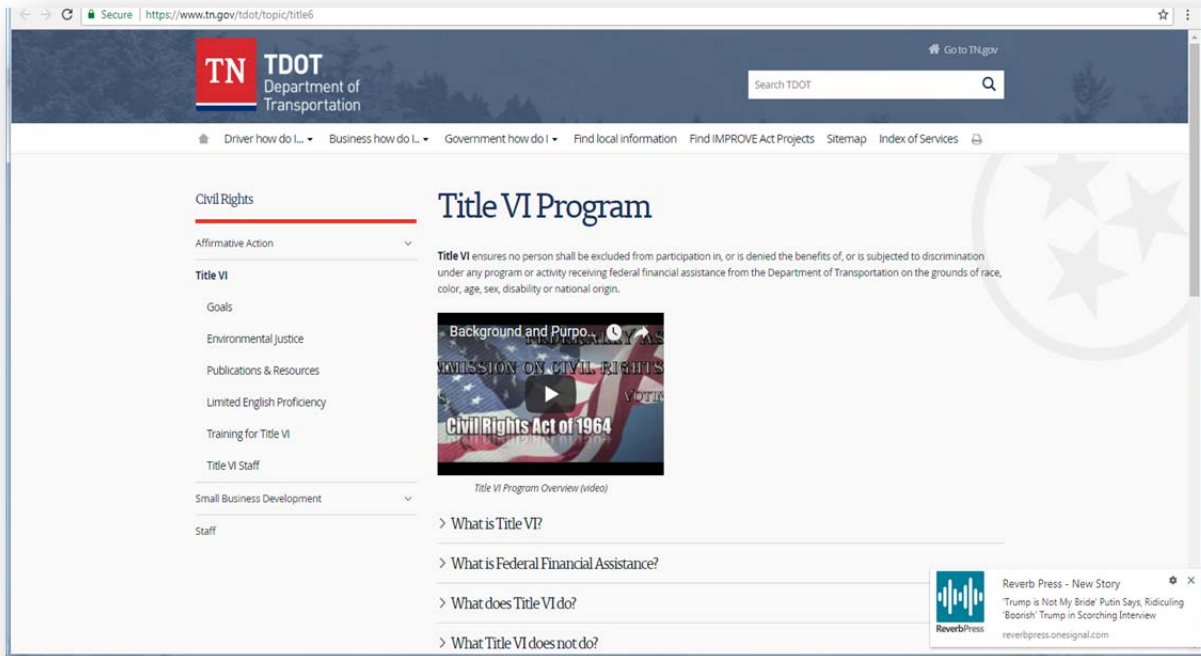 Secure | https://www.tn.gov/tdot/topic/title6
Go to TN.gov
TN
TDOT
Department of
Transportation
Search TDOT
Driver how do I... Business how do I... Government how do I Find local information Find IMPROVE Act Projects Sitemap Index of Services
Civil Rights
Affirmative Action
Title VI
Goals
Environmental Justice
Publications & Resources
Limited English Proficiency
Training for Title VI
Title VI Staff
Small Business Development
Staff
Title VI Program
Title VI ensures no person shall be excluded from participation in, or is denied the benefits of, or is subjected to discrimination
under any program or activity receiving federal financial assistance from the Department of Transportation on the grounds of race,
color, age, sex, disability or national origin.
Background and Purpo...
FEDERALLY AS
MMISSION ON CIVIL RIGHTS
VOTIN
Civil Rights Act of 1964
Title VI Program Overview (video)
What is Title VI?
What is Federal Financial Assistance?
What does Title VI do?
What Title VI does not do?
ReverbPress
Reverb Press - New Story
'Trump is Not My Bride' Putin Says, Ridiculing
'Boorish' Trump in Scorching Interview
reverbpress.onesignal.com